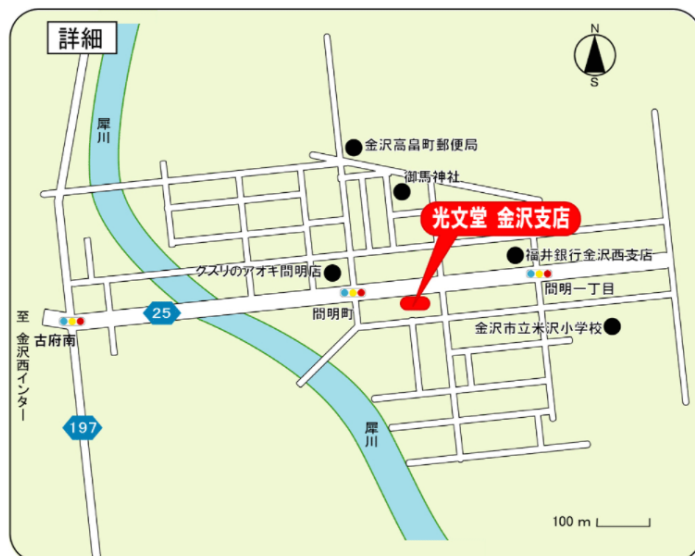 詳細
N
S
犀川
金沢高畠町郵便局
御馬神社
光文堂 金沢支店
福井銀行金沢西支店
クスリのアオキ間明店
間明一丁目
25
間明町
至 金沢西インター
古府南
金沢市立米沢小学校
197
犀川
100 m